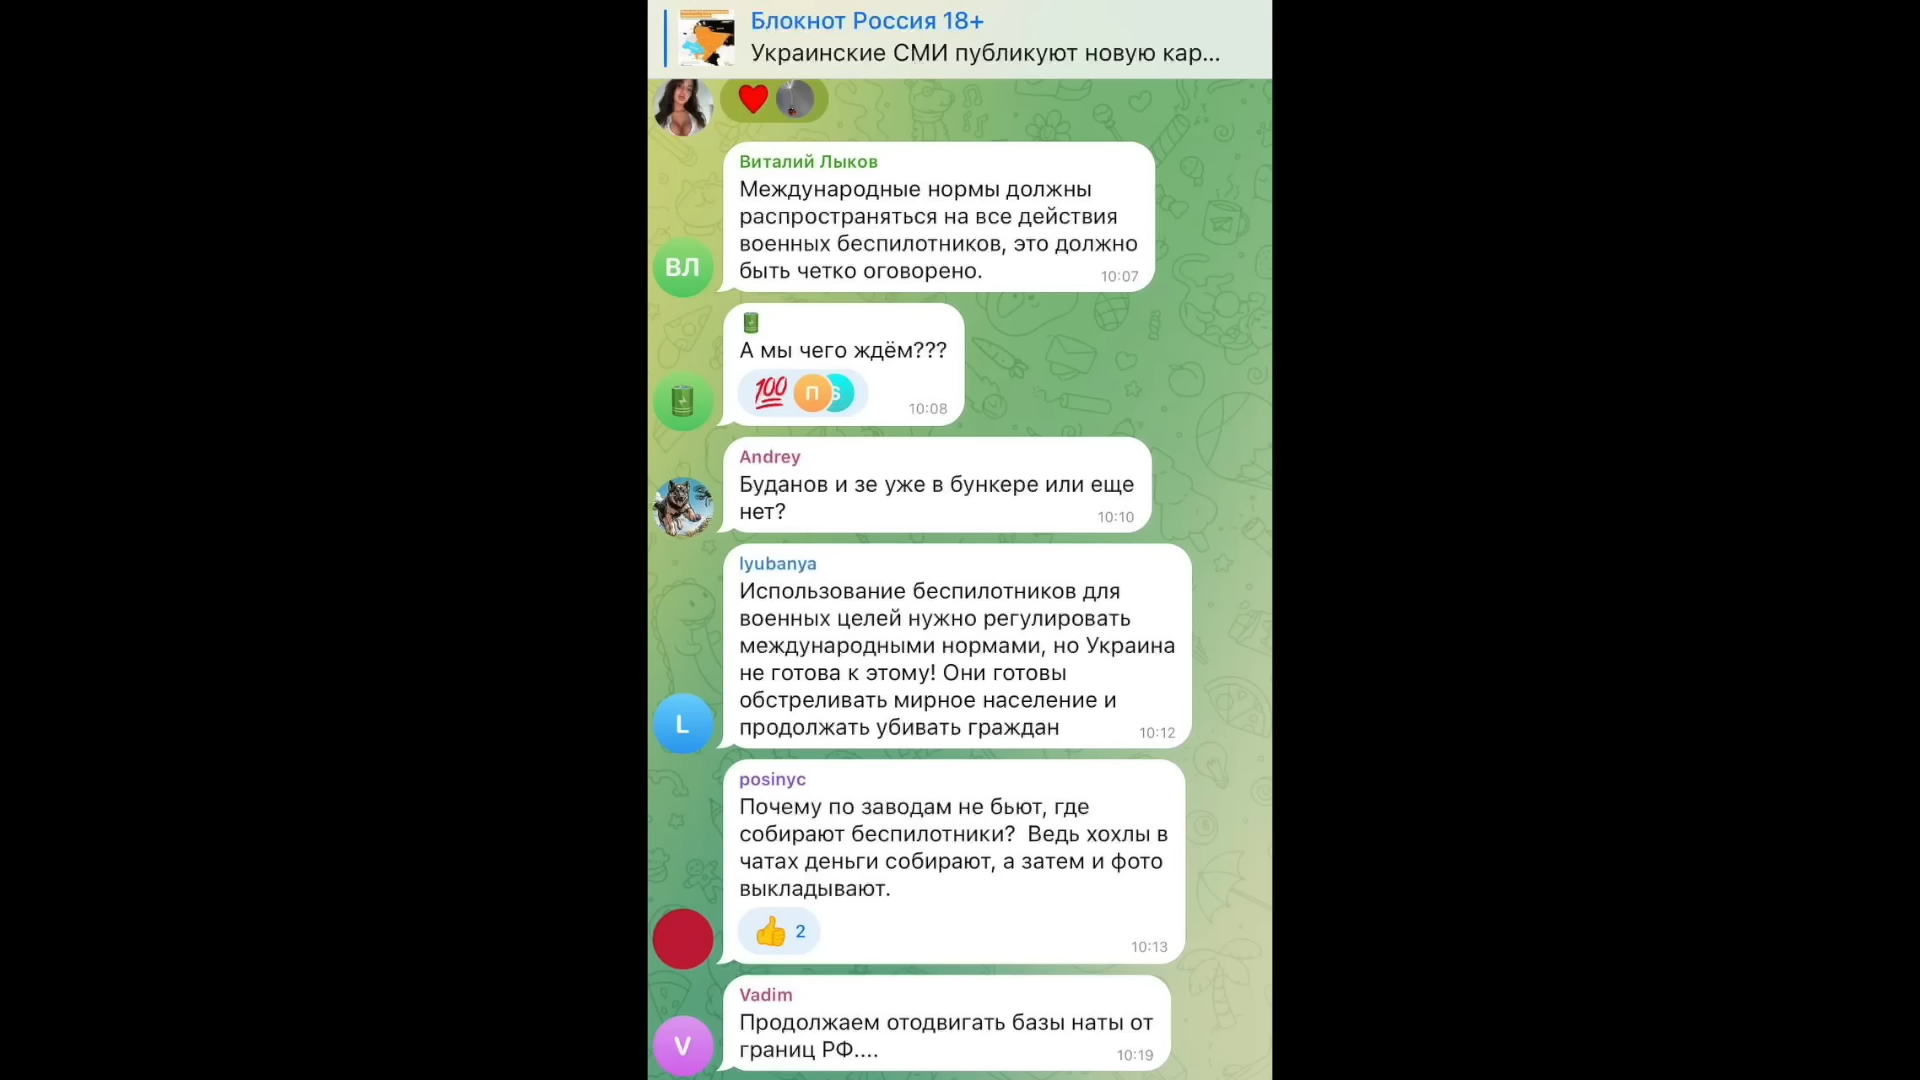 Блокнот Россия 18+
Украинские СМИ публикуют новую кар...
Виталий Лыков
Международные нормы должны
распространяться на все действия
военных беспилотников, это должно
быть четко оговорено.
10:07
ВЛ
А мы чего ждём???
100
П
S
10:08
Andrey
Буданов и зе уже в бункере или еще
нет?
10:10
lyubanya
Использование беспилотников для
военных целей нужно регулировать
международными нормами, но Украина
не готова к этому! Они готовы
обстреливать мирное население и
продолжать убивать граждан
10:12
L
posinyc
Почему по заводам не бьют, где
собирают беспилотники? Ведь хохлы в
чатах деньги собирают, а затем и фото
выкладывают.
2
10:13
Vadim
Продолжаем отодвигать базы наты от
границ РФ....
10:19
V